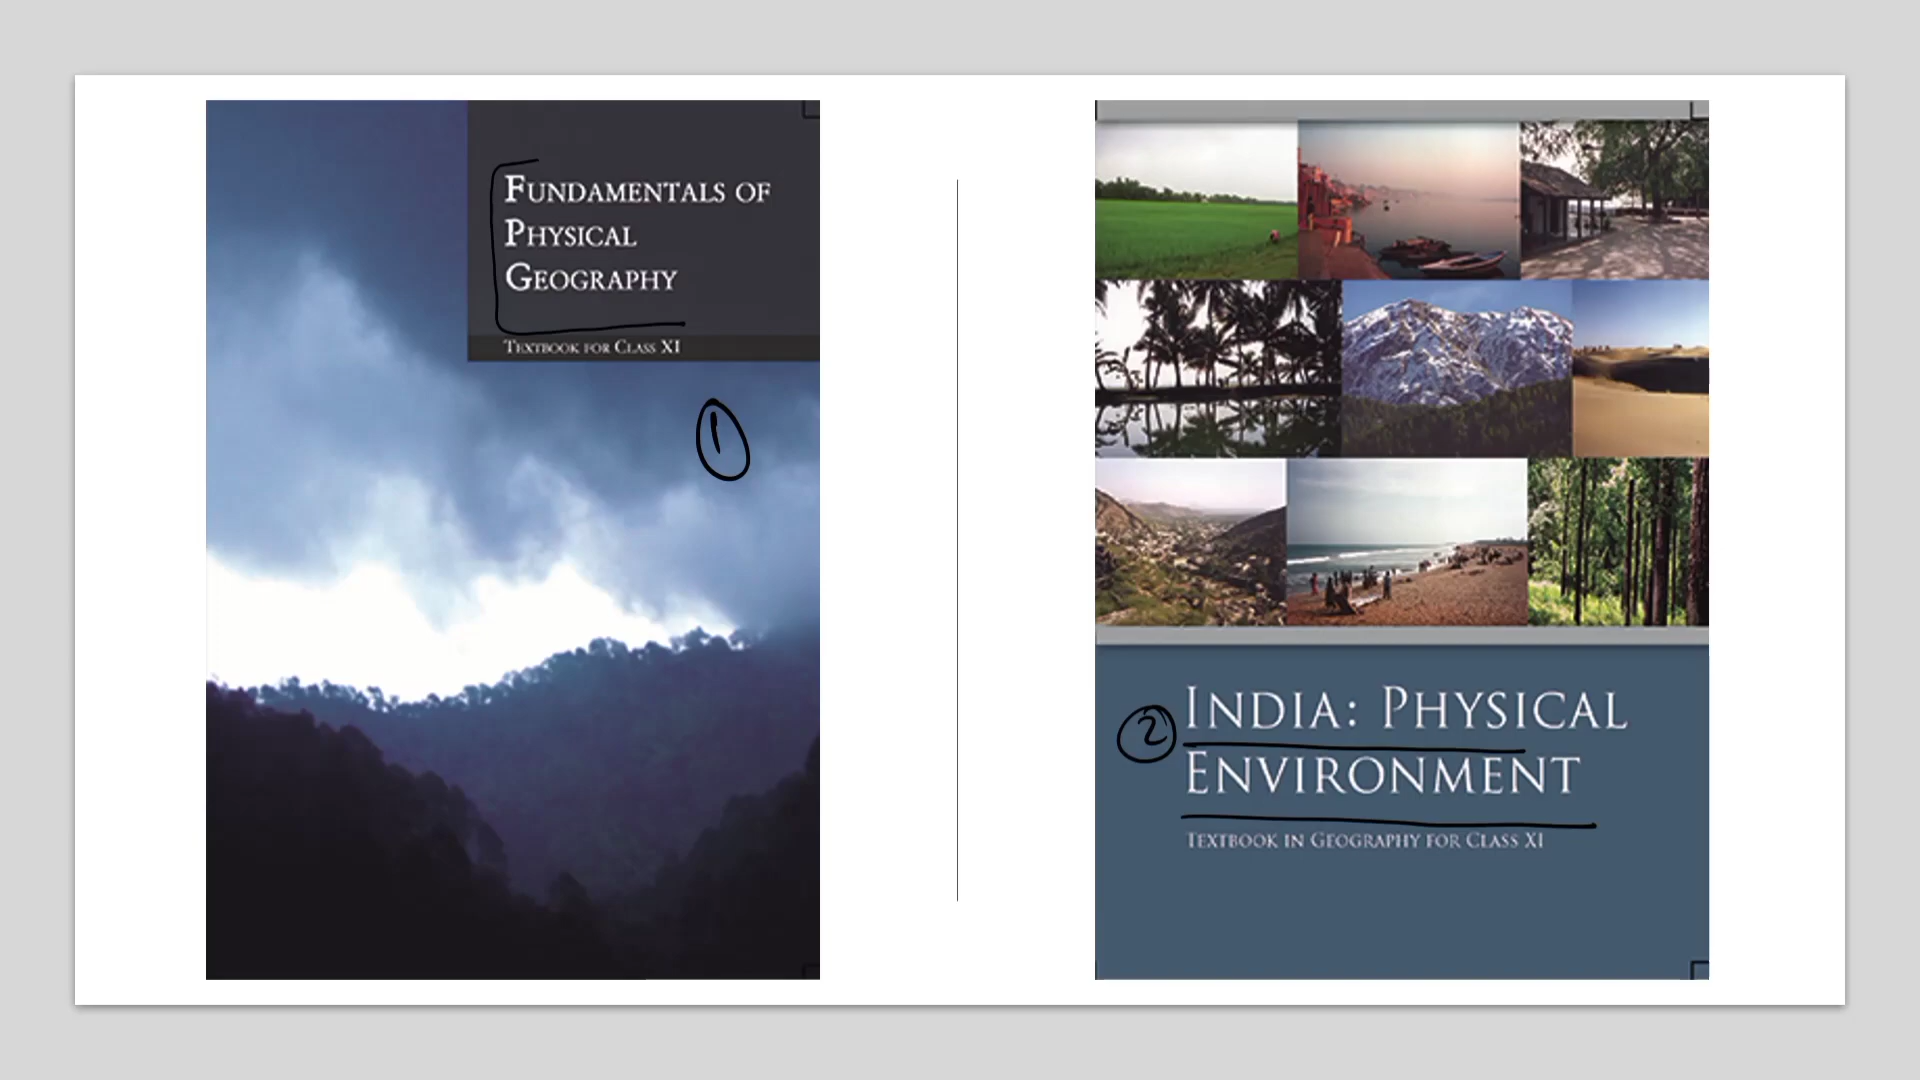 FUNDAMENTALS OF
PHYSICAL
GEOGRAPHY
TEXTBOOK FOR CLASS XI
1
2
INDIA: PHYSICAL
ENVIRONMENT
TEXTBOOK IN GEOGRAPHY FOR CLASS XI